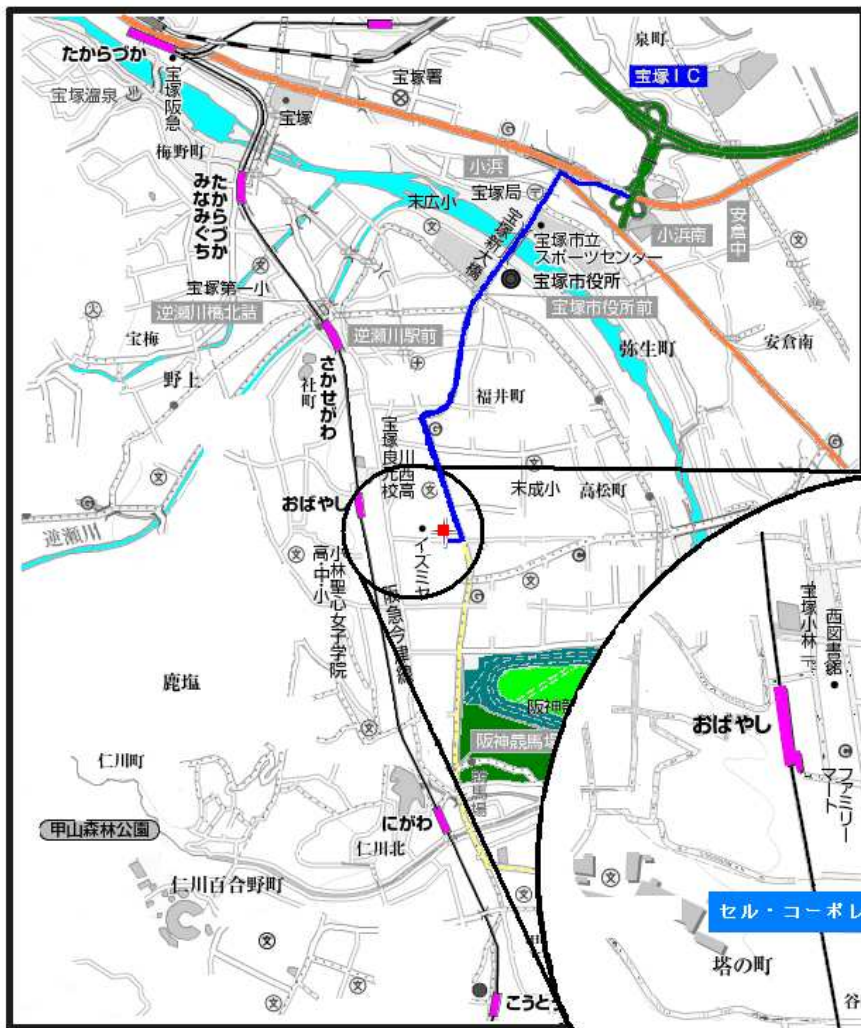 泉町
たからづか
宝塚IC
宝塚署
宝塚阪急
宝塚温泉
宝塚
梅野町
小浜
たからづか
みなみぐち
末広小
宝塚局
宝塚新大橋
宝塚市立
スポーツセンター
小浜南
安倉中
宝塚第一小
宝塚市役所
宝塚市役所前
逆瀬川橋北詰
逆瀬川駅前
宝梅
弥生町
安倉南
野上
さかせがわ
社町
福井町
宝塚良元校
川西高
末成小
高松町
おばやし
逆瀬川
イズミヤ
小林聖心女子学院
高・中・小
阪急今津線
宝塚小林
西図書館
鹿塩
阪神競馬場
おばやし
仁川町
競馬場
ファミリー
マート
甲山森林公園
にがわ
仁川北
仁川百合野町
セル・コーポレ
塔の町
こうとう
谷